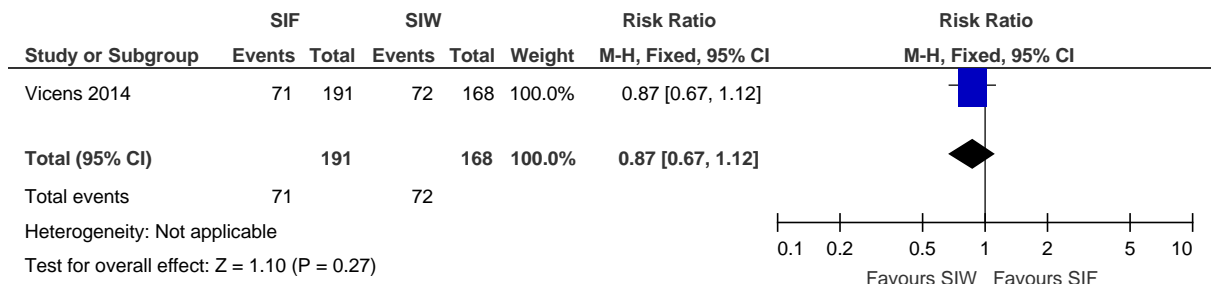 SIF SIW Risk Ratio Risk Ratio
Study or Subgroup Events Total Events Total Weight M-H, Fixed, 95% CI M-H, Fixed, 95% CI
Vicens 2014 71 191 72 168 100.0% 0.87 [0.67, 1.12]
Total (95% CI) 191 168 100.0% 0.87 [0.67, 1.12]
Total events 71 72
Heterogeneity: Not applicable
Test for overall effect: Z = 1.10 (P = 0.27)
0.1 0.2 0.5 1 2 5 10
Favours SIW Favours SIF